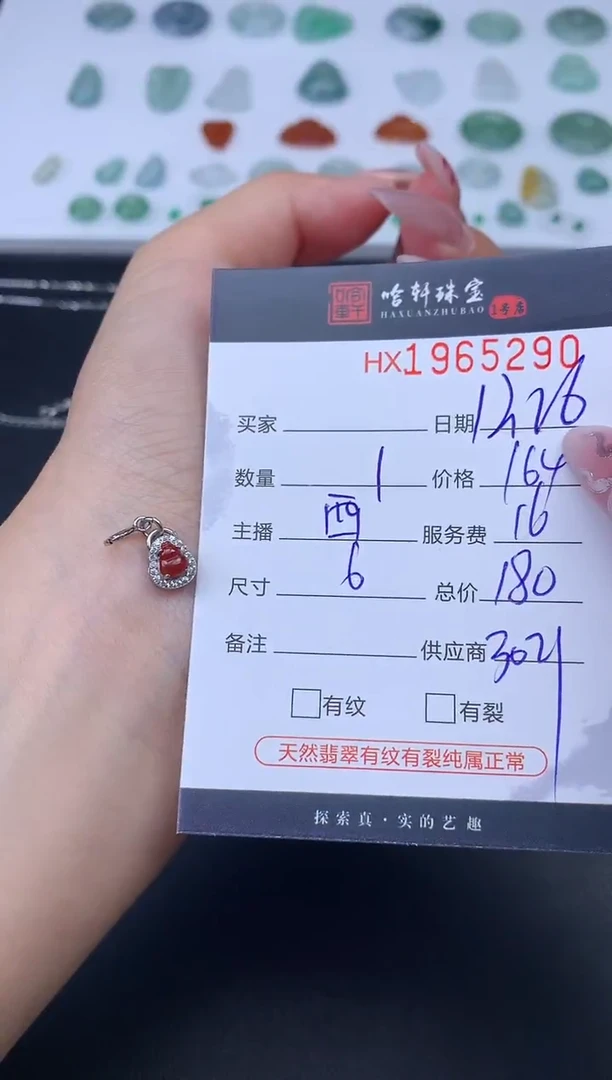 哈轩珠宝
HAXUANZHUBAO 1号店
HX1965290
买家 日期 12.26
数量 1 价格 164
主播 西 服务费 16
尺寸 6 总价 180
备注 供应商 3021
有纹 有裂
天然翡翠有纹有裂纯属正常
探索真·实的艺趣